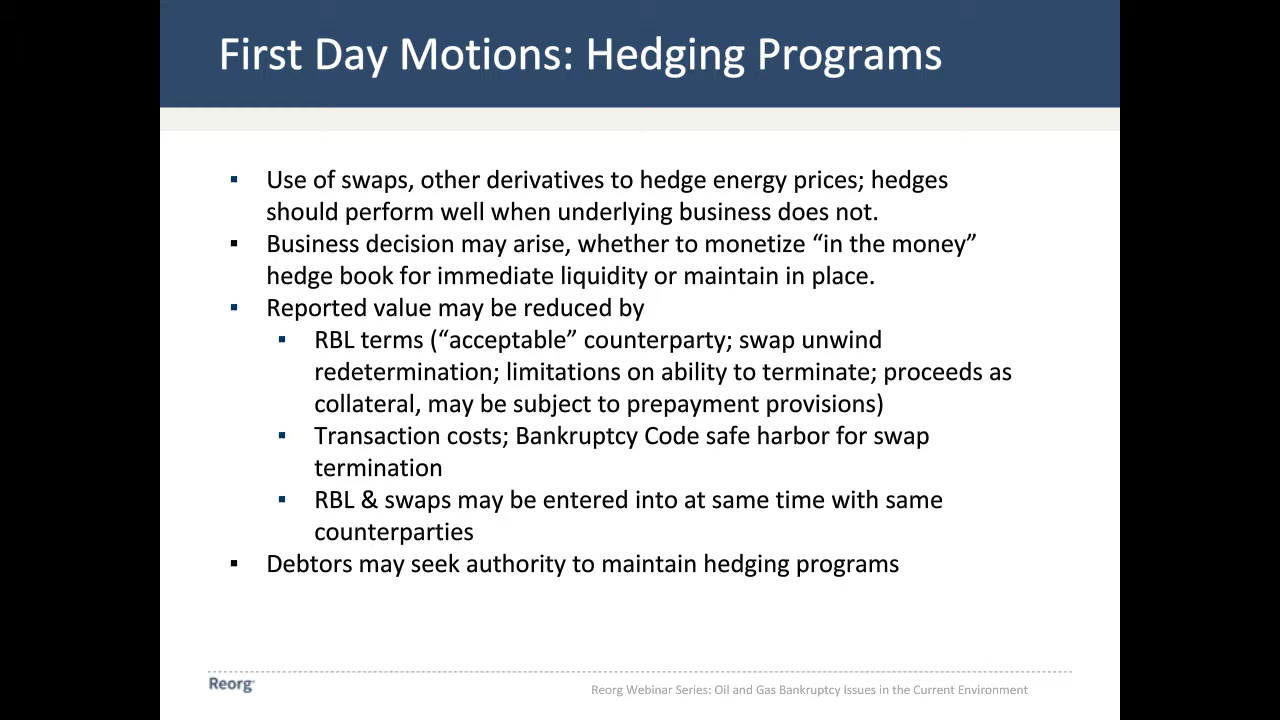 First Day Motions: Hedging Programs
▪ Use of swaps, other derivatives to hedge energy prices; hedges
should perform well when underlying business does not.
▪ Business decision may arise, whether to monetize “in the money”
hedge book for immediate liquidity or maintain in place.
▪ Reported value may be reduced by
▪ RBL terms (“acceptable” counterparty; swap unwind
redetermination; limitations on ability to terminate; proceeds as
collateral, may be subject to prepayment provisions)
▪ Transaction costs; Bankruptcy Code safe harbor for swap
termination
▪ RBL & swaps may be entered into at same time with same
counterparties
▪ Debtors may seek authority to maintain hedging programs
Reorg
Reorg Webinar Series: Oil and Gas Bankruptcy Issues in the Current Environment